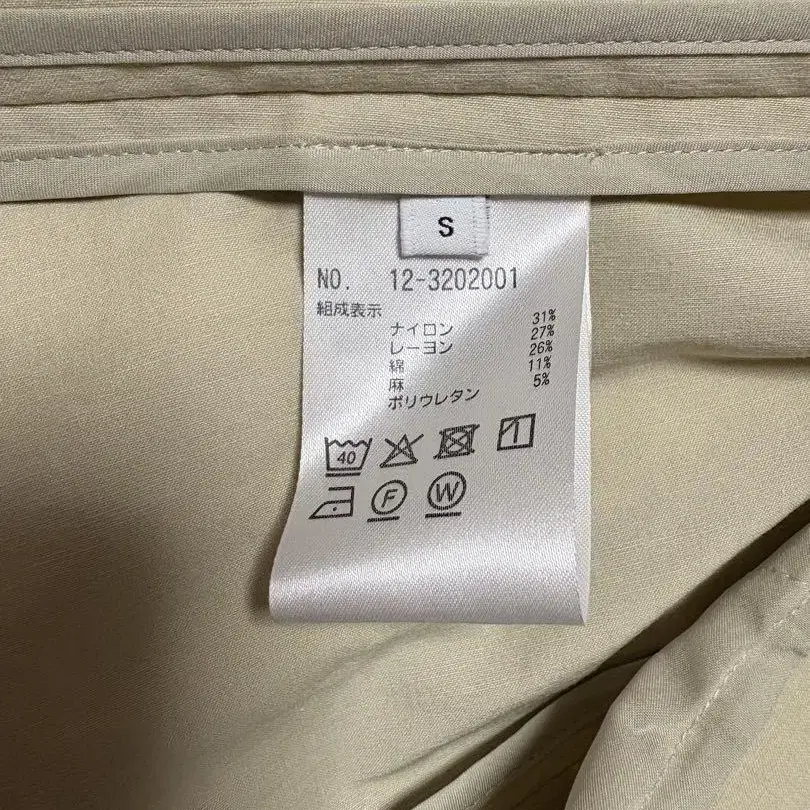 S
NO. 12-3202001
組成表示
ナイロン 31%
レーヨン 27%
綿 26%
麻 11%
ポリウレタン 5%
40
1
F W